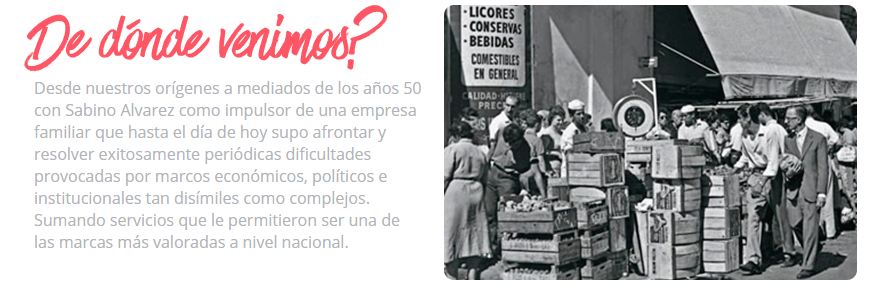 De dónde venimos?
Desde nuestros orígenes a mediados de los años 50
con Sabino Alvarez como impulsor de una empresa
familiar que hasta el día de hoy supo afrontar y
resolver exitosamente periódicas dificultades
provocadas por marcos económicos, políticos e
institucionales tan disímiles como complejos.
Sumando servicios que le permitieron ser una de
las marcas más valoradas a nivel nacional.
· LICORES
· CONSERVAS
· BEBIDAS
COMESTIBLES
EN GENERAL
CALIDAD